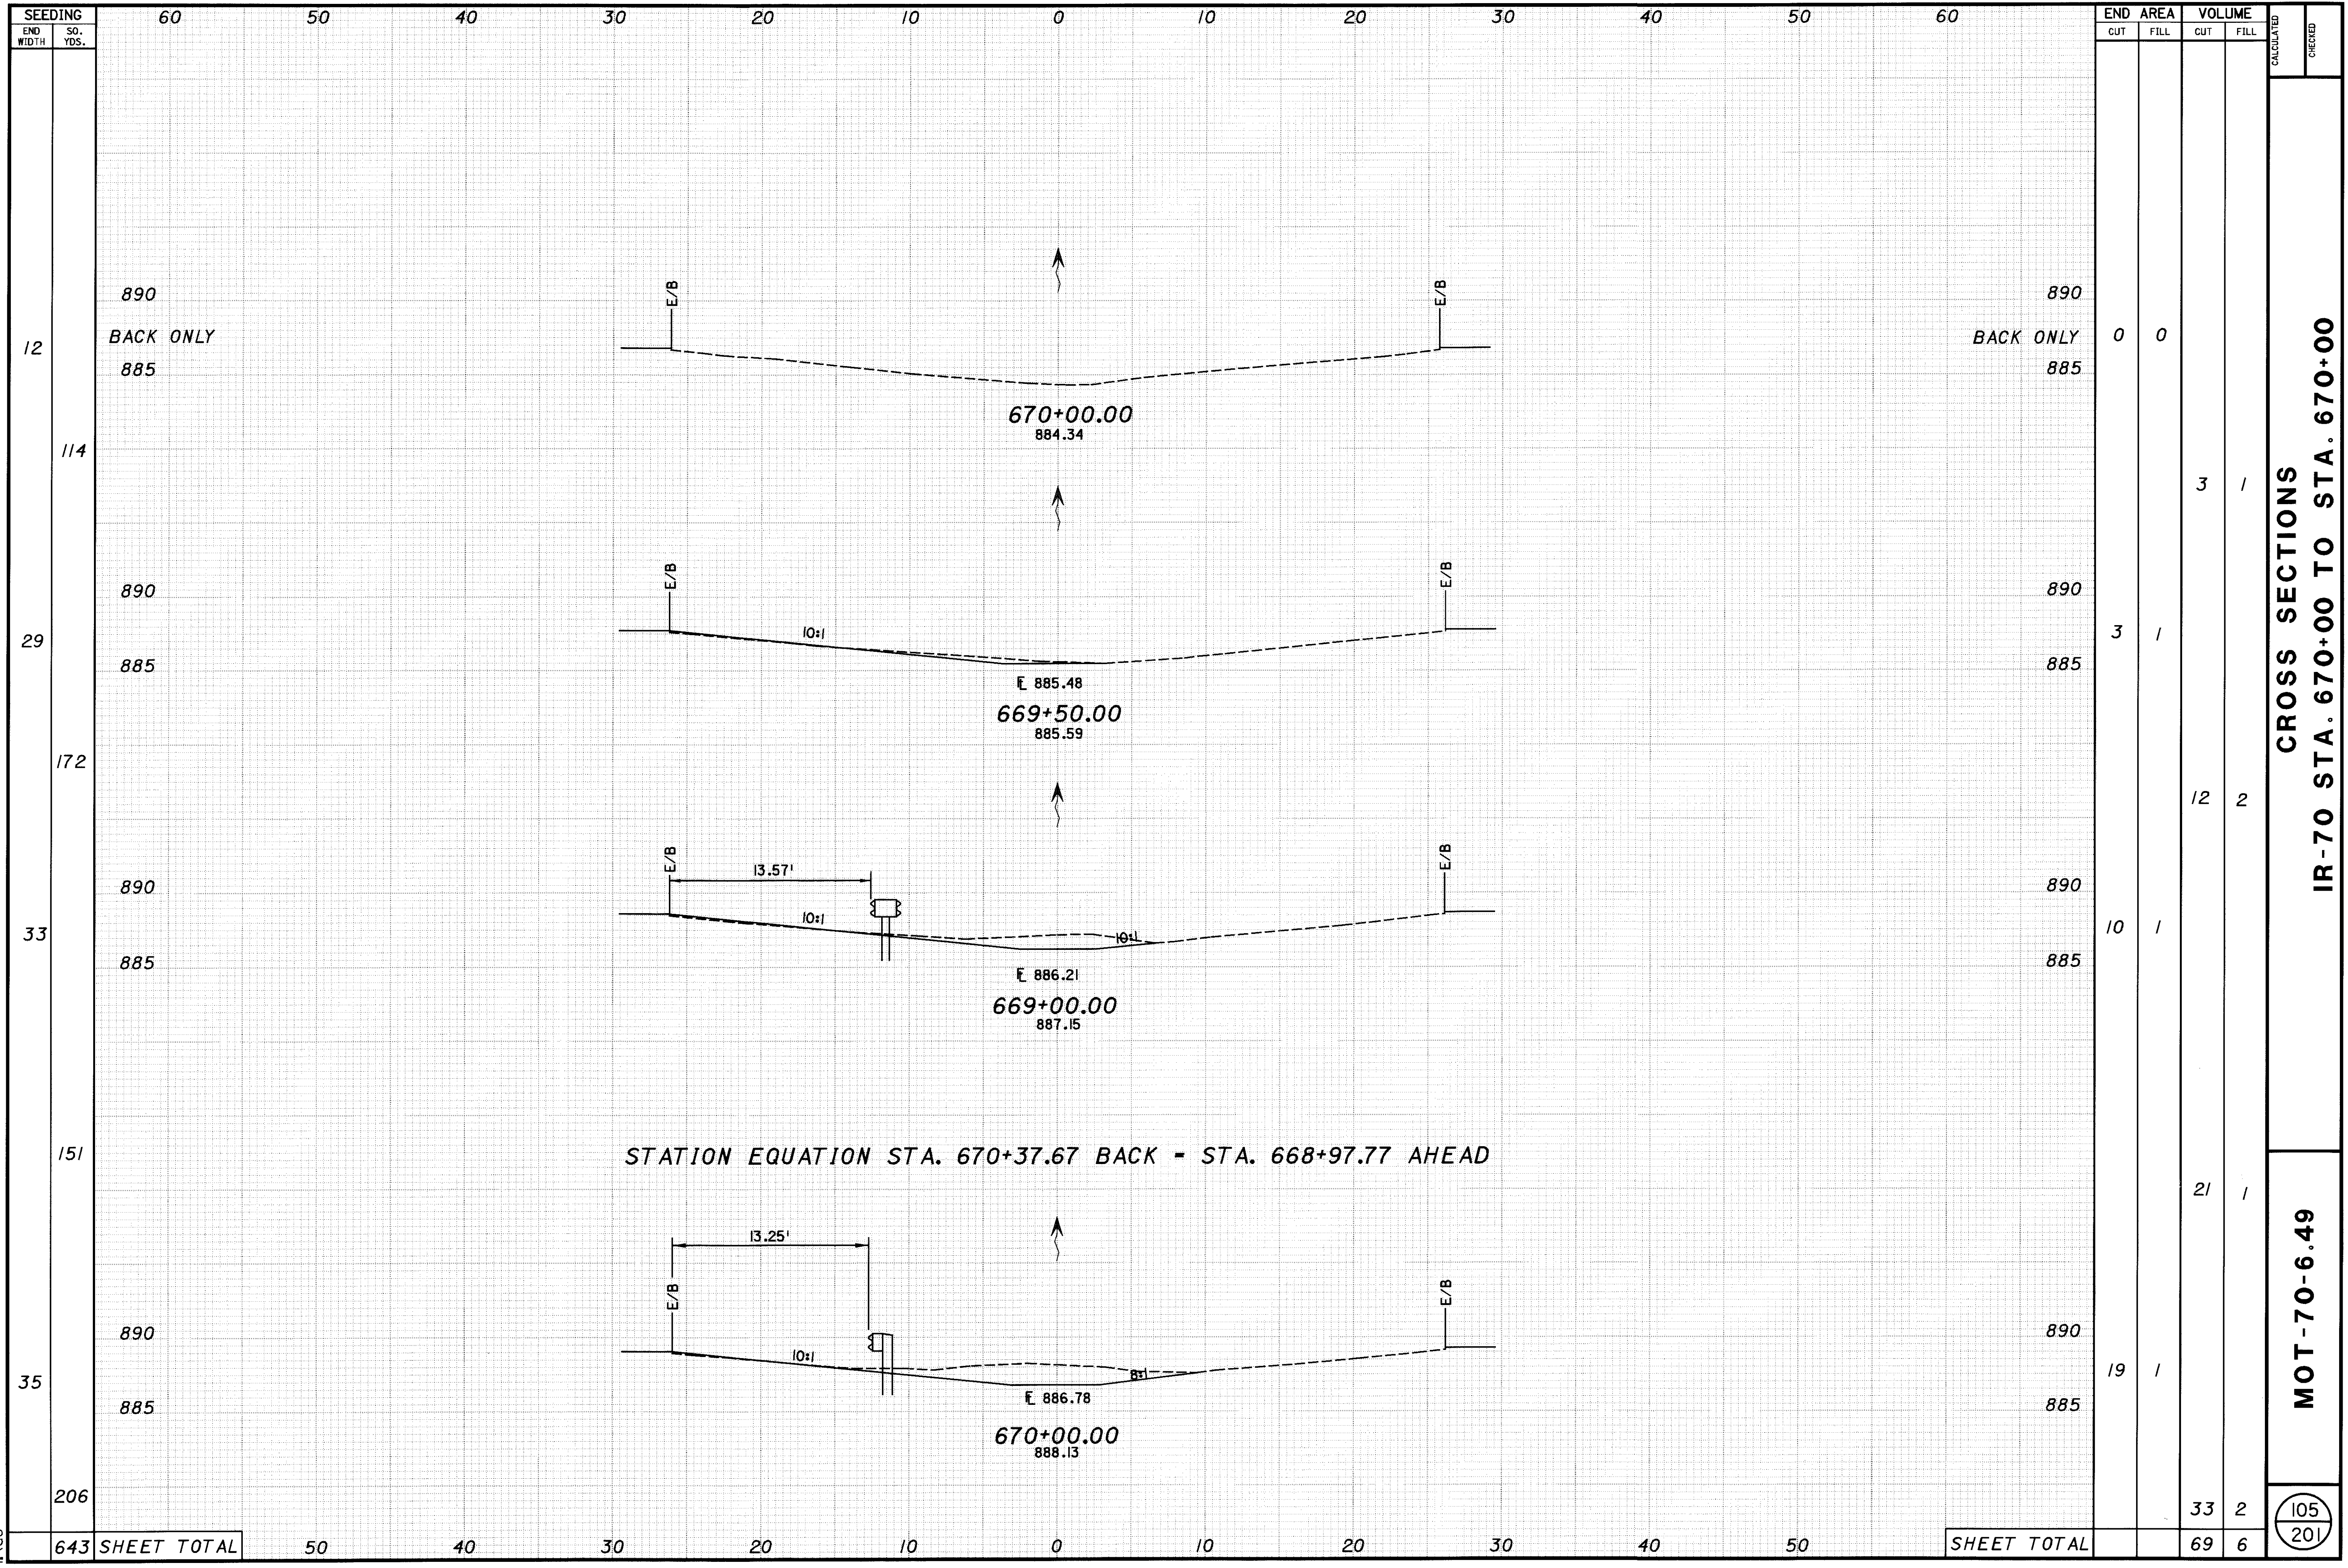 SEEDING
END WIDTH
SO. YDS.
60 50 40 30 20 10 0 10 20 30 40 50 60
END AREA
VOLUME
CUT FILL CUT FILL
CALCULATED
CHECKED
E/B E/B
890 890
12 BACK ONLY BACK ONLY 0 0
885 885
670+00.00
884.34
114
3 1
E/B E/B
890 890
29 10:1 3 1
885 885
℄ 885.48
669+50.00
885.59
172
12 2
E/B E/B
13.57'
890 890
33 10:1 10:1 10 1
885 885
℄ 886.21
669+00.00
887.15
151
STATION EQUATION STA. 670+37.67 BACK = STA. 668+97.77 AHEAD
21 1
13.25'
E/B E/B
890 890
35 10:1 8:1 19 1
885 885
℄ 886.78
670+00.00
888.13
206
33 2
643 SHEET TOTAL
50 40 30 20 10 0 10 20 30 40 50
SHEET TOTAL 69 6
CROSS SECTIONS
IR-70 STA. 670+00 TO STA. 670+00
MOT-70-6.49
105
201